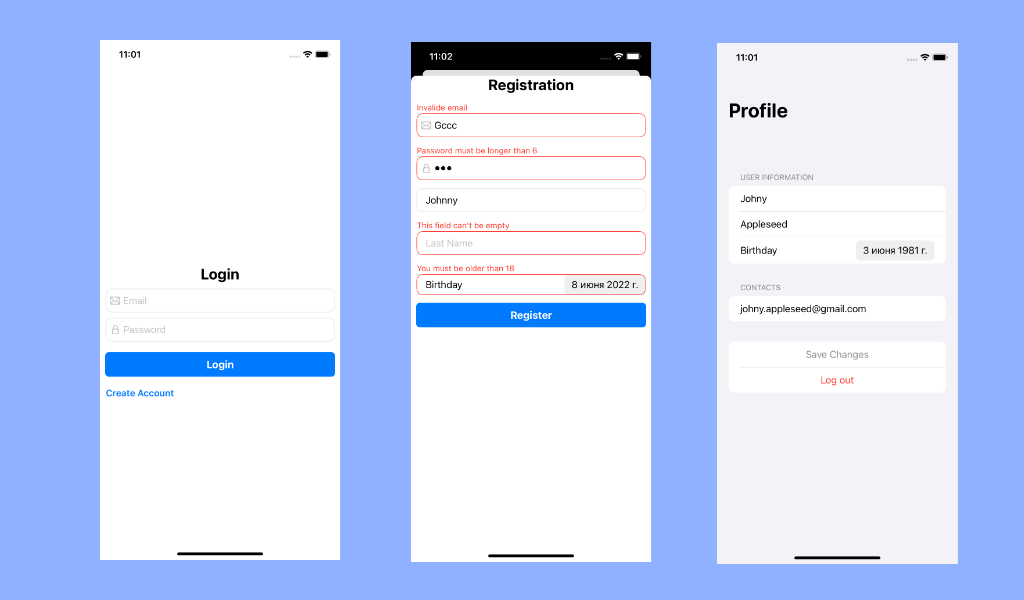 11:01
Login
Email
Password
Login
Create Account
11:02
Registration
Invalide email
Gccc
Password must be longer than 6
Johnny
This field can't be empty
Last Name
You must be older than 18
Birthday 8 июня 2022 г.
Register
11:01
Profile
USER INFORMATION
Johny
Appleseed
Birthday 3 июня 1981 г.
CONTACTS
johny.appleseed@gmail.com
Save Changes
Log out